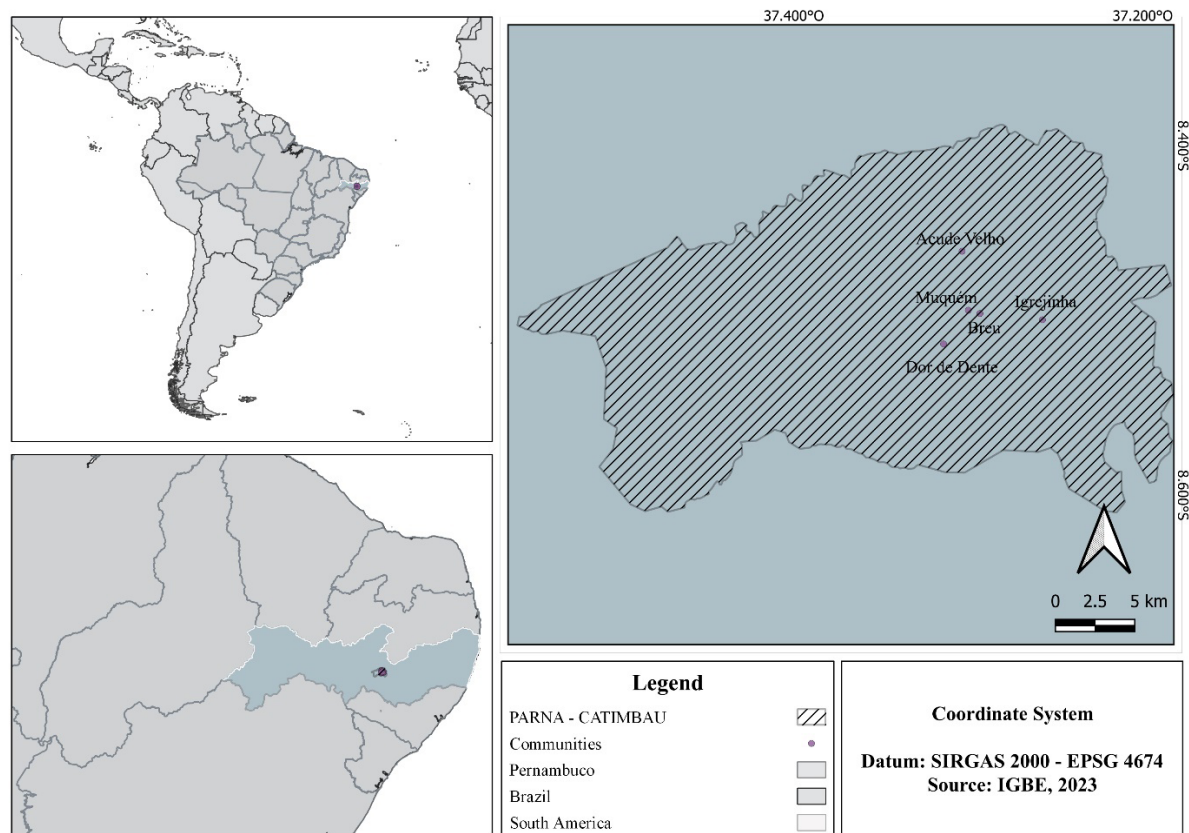 37.400°O
37.200°O
8.400°S
8.600°S
Acude Velho
Muquém
Igrejinha
Breu
Dor de Dente
0 2.5 5 km
Legend
PARNA - CATIMBAU
Communities
Pernambuco
Brazil
South America
Coordinate System
Datum: SIRGAS 2000 - EPSG 4674
Source: IGBE, 2023